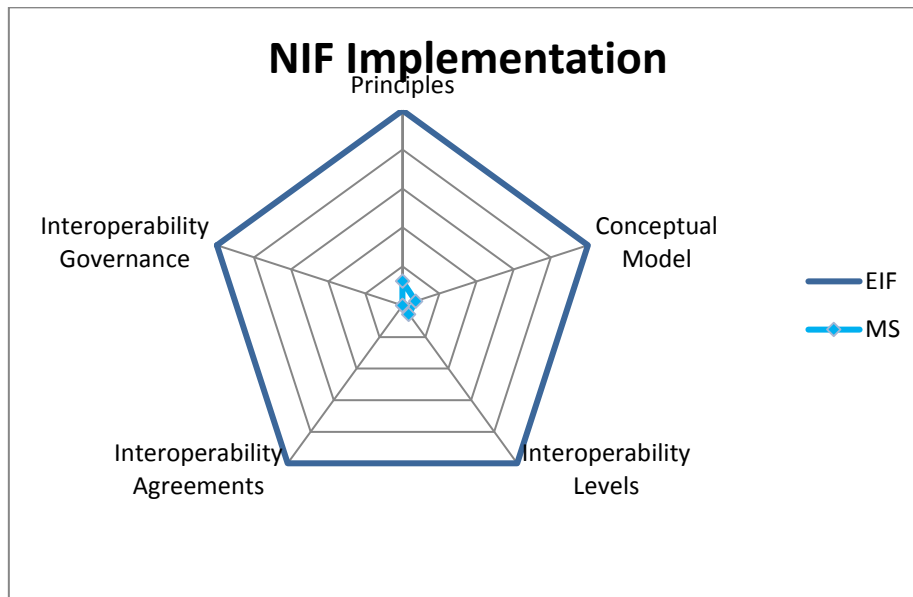 NIF Implementation
Principles
Conceptual
Model
Interoperability
Levels
Interoperability
Agreements
Interoperability
Governance
EIF
MS